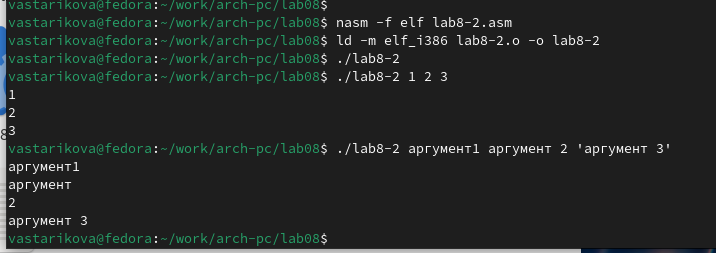 vastarikova@fedora:~/work/arch-pc/lab08$
vastarikova@fedora:~/work/arch-pc/lab08$ nasm -f elf lab8-2.asm
vastarikova@fedora:~/work/arch-pc/lab08$ ld -m elf_i386 lab8-2.o -o lab8-2
vastarikova@fedora:~/work/arch-pc/lab08$ ./lab8-2
vastarikova@fedora:~/work/arch-pc/lab08$ ./lab8-2 1 2 3
1
2
3
vastarikova@fedora:~/work/arch-pc/lab08$ ./lab8-2 аргумент1 аргумент 2 'аргумент 3'
аргумент1
аргумент
2
аргумент 3
vastarikova@fedora:~/work/arch-pc/lab08$